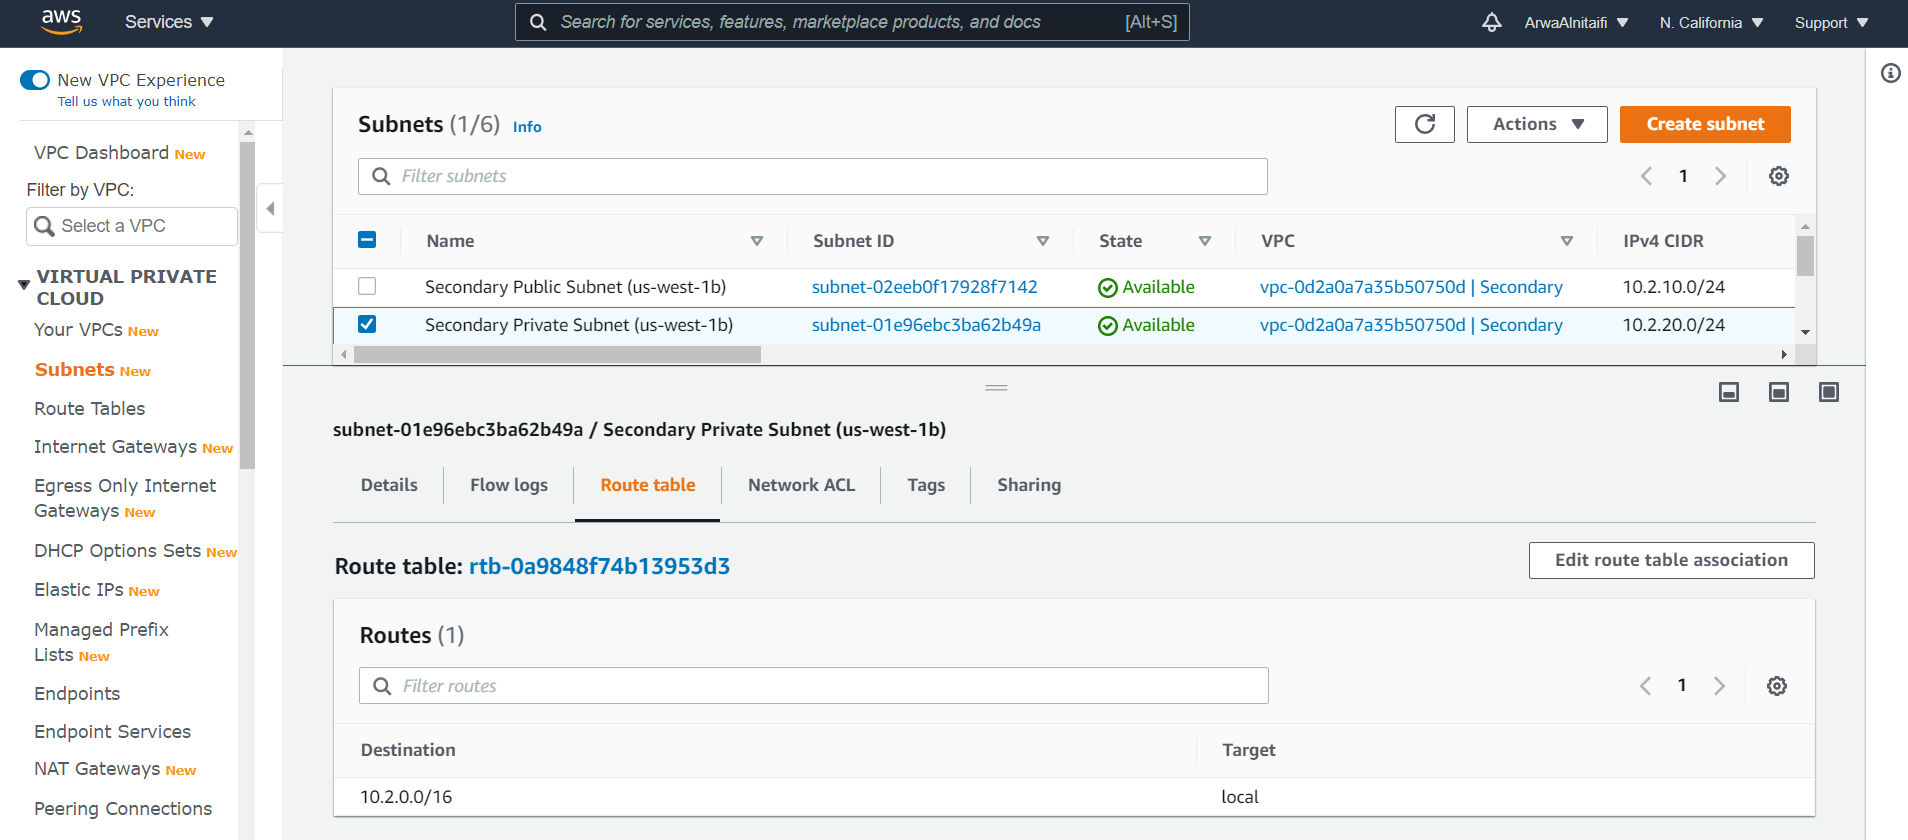 aws Services Search for services, features, marketplace products, and docs [Alt+S] ArwaAlnitaifi N. California Support
New VPC Experience
Tell us what you think
VPC Dashboard New
Filter by VPC:
Select a VPC
VIRTUAL PRIVATE
CLOUD
Your VPCs New
Subnets New
Route Tables
Internet Gateways New
Egress Only Internet
Gateways New
DHCP Options Sets New
Elastic IPs New
Managed Prefix
Lists New
Endpoints
Endpoint Services
NAT Gateways New
Peering Connections
Subnets (1/6) Info
Actions
Create subnet
Filter subnets
1
Name Subnet ID State VPC IPv4 CIDR
Secondary Public Subnet (us-west-1b) subnet-02eeb0f17928f7142 Available vpc-0d2a0a7a35b50750d | Secondary 10.2.10.0/24
Secondary Private Subnet (us-west-1b) subnet-01e96ebc3ba62b49a Available vpc-0d2a0a7a35b50750d | Secondary 10.2.20.0/24
subnet-01e96ebc3ba62b49a / Secondary Private Subnet (us-west-1b)
Details Flow logs Route table Network ACL Tags Sharing
Route table: rtb-0a9848f74b13953d3
Edit route table association
Routes (1)
Filter routes
1
Destination Target
10.2.0.0/16 local